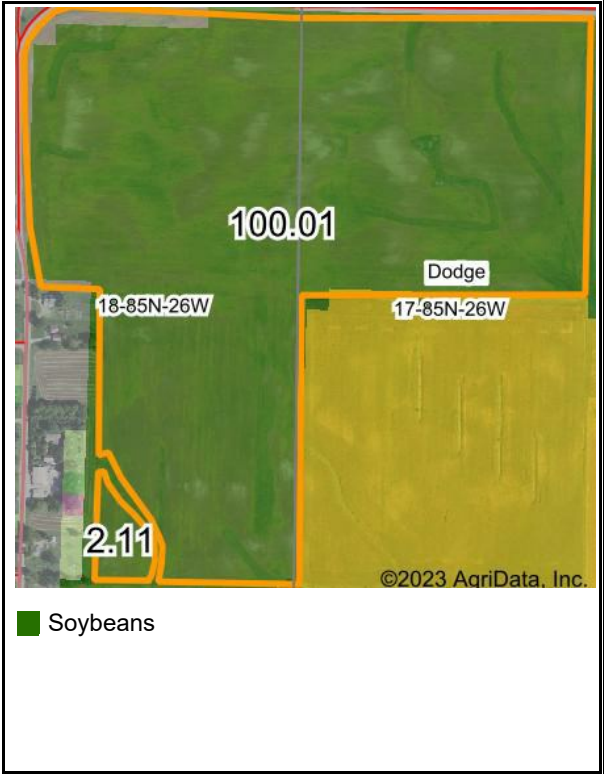 100.01
Dodge
18-85N-26W
17-85N-26W
2.11
©2023 AgriData, Inc.
Soybeans